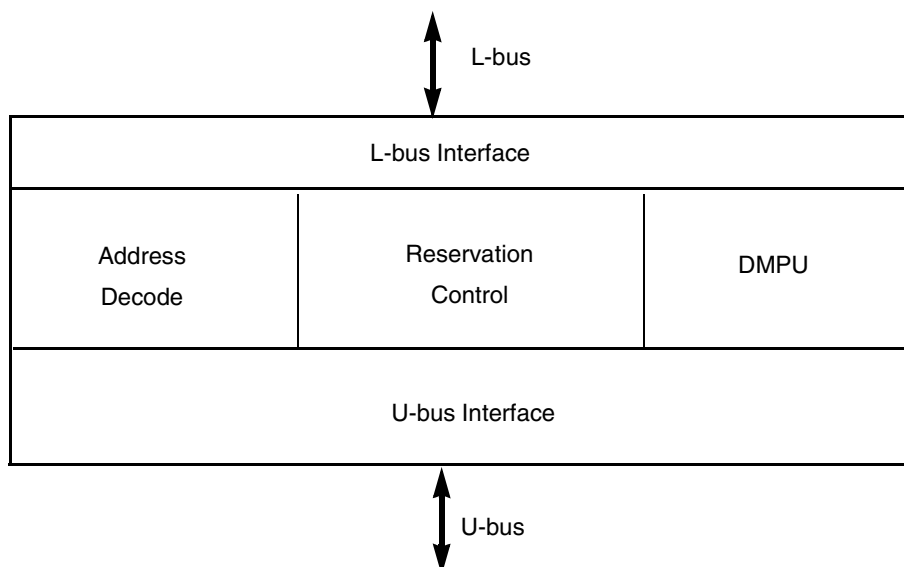 L-bus
L-bus Interface
Address
Decode
Reservation
Control
DMPU
U-bus Interface
U-bus